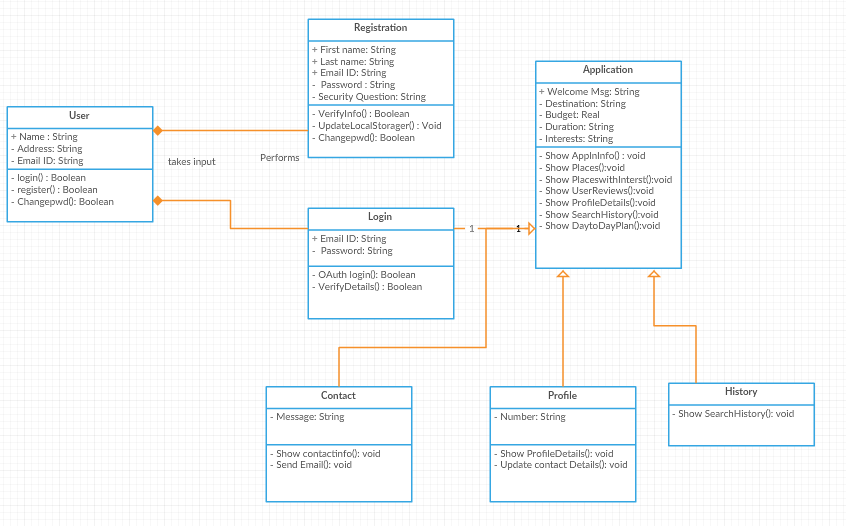 Registration
+ First name: String
+ Last name: String
+ Email ID: String
- Password : String
- Security Question: String
- VerifyInfo() : Boolean
- UpdateLocalStorager() : Void
- Changepwd(): Boolean
Application
+ Welcome Msg: String
- Destination: String
- Budget: Real
- Duration: String
- Interests: String
- Show AppInInfo() : void
- Show Places():void
- Show PlaceswithInterst():void
- Show UserReviews():void
- Show ProfileDetails():void
- Show SearchHistory():void
- Show DaytoDayPlan():void
User
+ Name : String
- Address: String
- Email ID: String
- login() : Boolean
- register() : Boolean
- Changepwd(): Boolean
takes input
Performs
Login
+ Email ID: String
- Password: String
- OAuth login(): Boolean
- VerifyDetails() : Boolean
1
1
Contact
- Message: String
- Show contactinfo(): void
- Send Email(): void
Profile
- Number: String
- Show ProfileDetails(): void
- Update contact Details(): void
History
- Show SearchHistory(): void